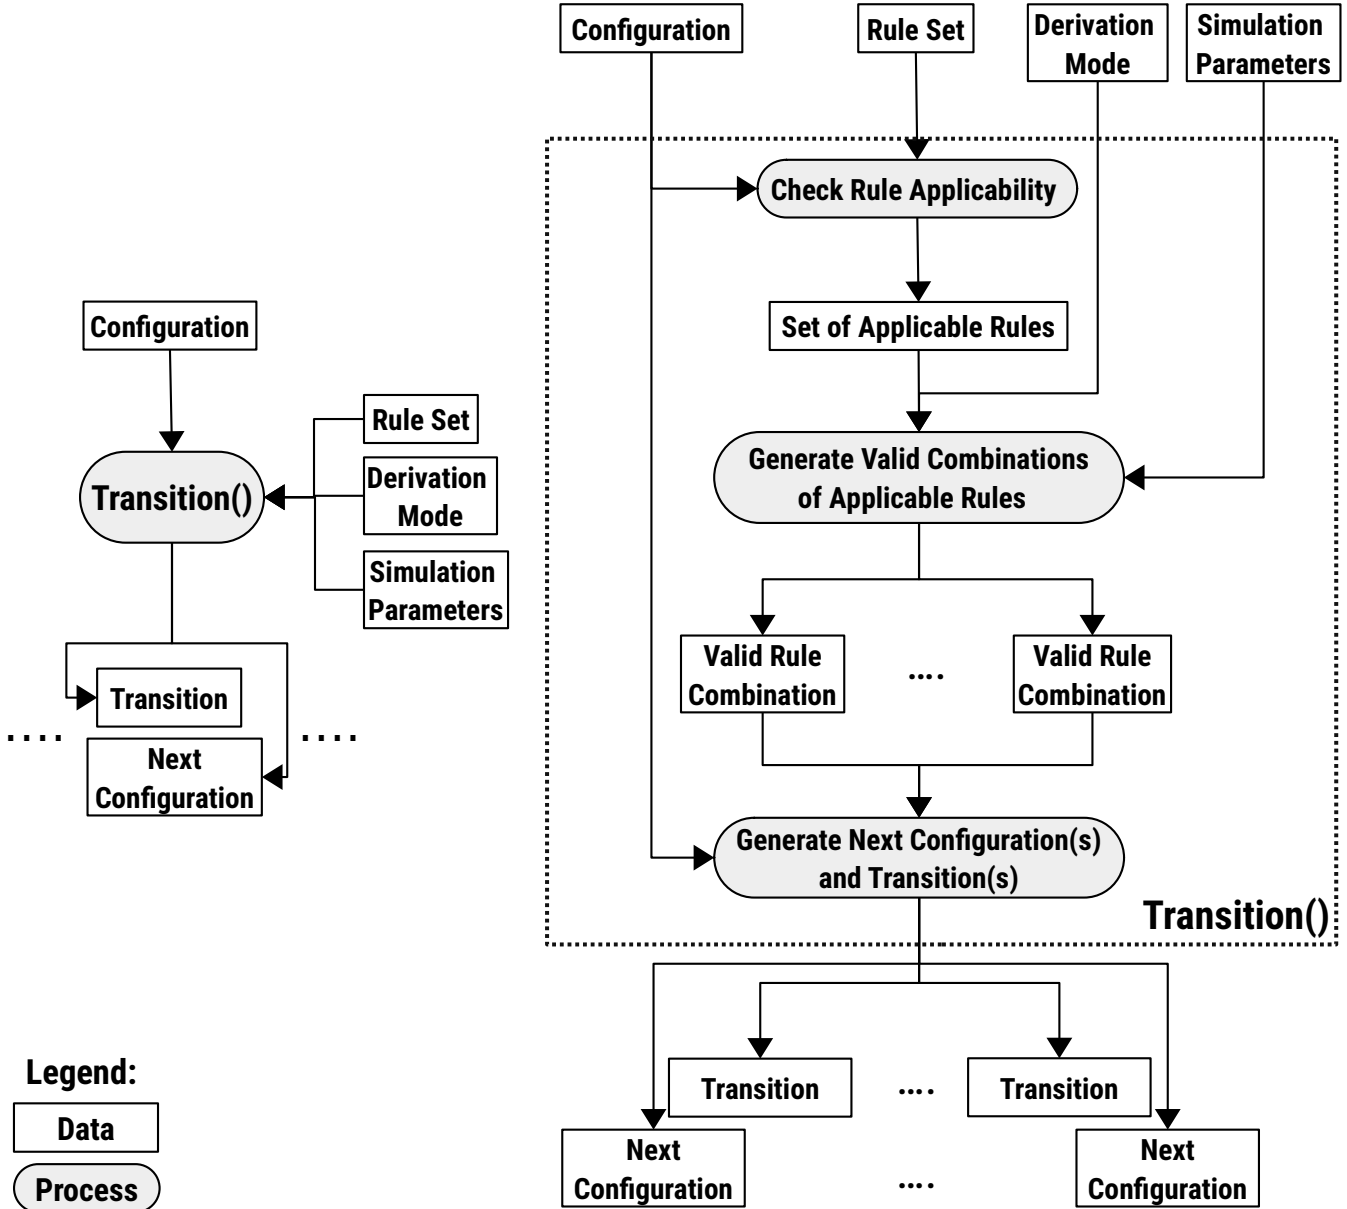 Configuration
Rule Set
Derivation
Mode
Simulation
Parameters
Check Rule Applicability
Set of Applicable Rules
Generate Valid Combinations
of Applicable Rules
Valid Rule
Combination
....
Valid Rule
Combination
Generate Next Configuration(s)
and Transition(s)
Transition()
Transition
....
Transition
Next
Configuration
....
Next
Configuration
Configuration
Transition()
Rule Set
Derivation
Mode
Simulation
Parameters
Transition
....
....
Next
Configuration
Legend:
Data
Process